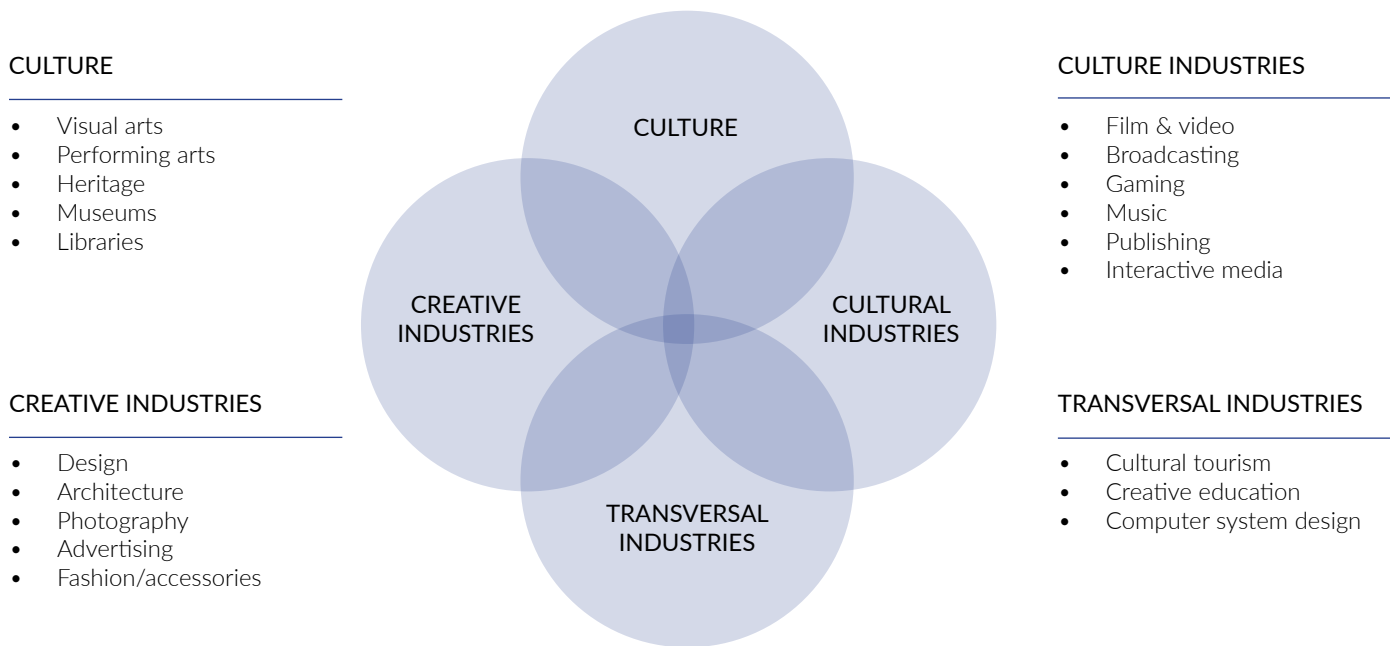 CULTURE
• Visual arts
• Performing arts
• Heritage
• Museums
• Libraries
CREATIVE INDUSTRIES
• Design
• Architecture
• Photography
• Advertising
• Fashion/accessories
CULTURE
CREATIVE
INDUSTRIES
CULTURAL
INDUSTRIES
TRANSVERSAL
INDUSTRIES
CULTURE INDUSTRIES
• Film & video
• Broadcasting
• Gaming
• Music
• Publishing
• Interactive media
TRANSVERSAL INDUSTRIES
• Cultural tourism
• Creative education
• Computer system design